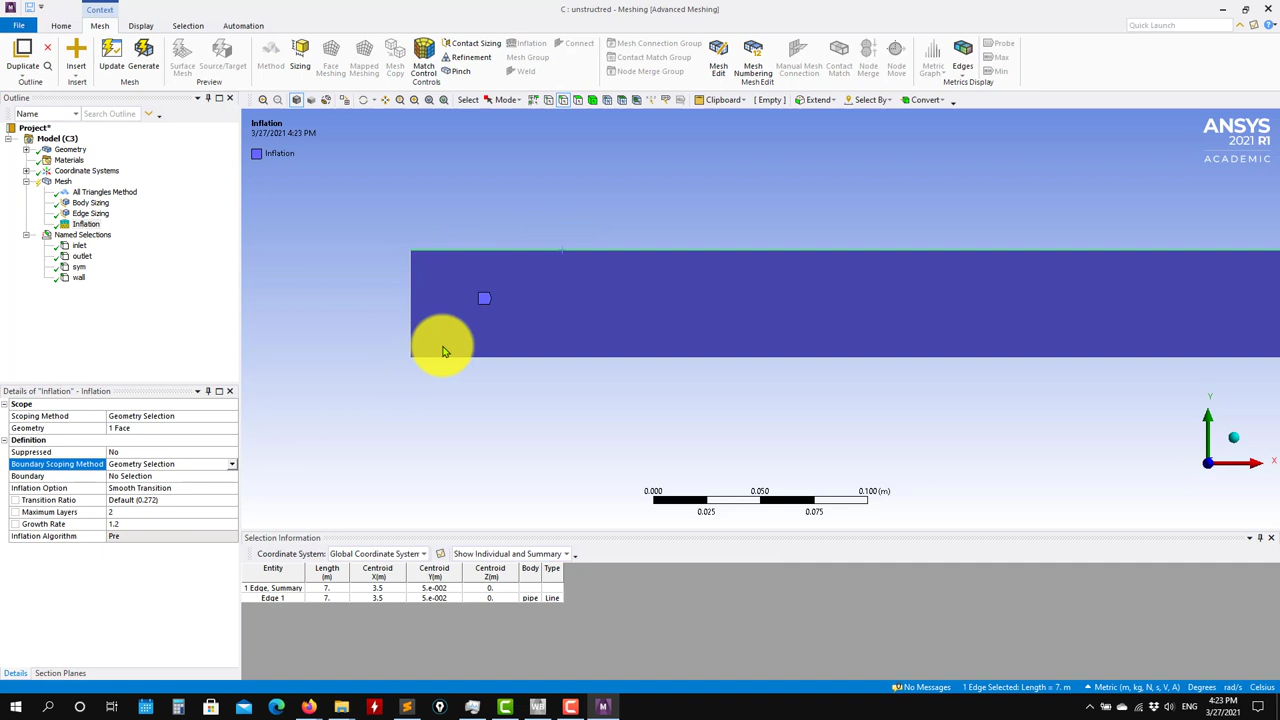 Context
C : unstructred - Meshing [Advanced Meshing]
File Home Mesh Display Selection Automation
Quick Launch
Duplicate
Outline
Insert
Insert
Update Generate
Mesh
Surface Mesh Source/Target
Preview
Method Sizing Face Meshing Mapped Meshing Mesh Copy Match Control
Contact Sizing
Refinement
Pinch
Inflation
Mesh Group
Weld
Connect
Controls
Mesh Connection Group
Contact Match Group
Node Merge Group
Mesh Edit Mesh Numbering Manual Mesh Connection Contact Match Node Merge Node Move
Mesh Edit
Metric Graph Edges
Probe
Max
Min
Metrics Display
Outline
Name
Search Outline
Select Mode
Clipboard [ Empty ] Extend Select By Convert
Project*
Model (C3)
Geometry
Materials
Coordinate Systems
Mesh
All Triangles Method
Body Sizing
Edge Sizing
Inflation
Named Selections
inlet
outlet
sym
wall
Inflation
3/27/2021 4:23 PM
Inflation
ANSYS
2021 R1
ACADEMIC
Y
X
0.000 0.050 0.100 (m)
0.025 0.075
Details of "Inflation" - Inflation
Scope
Scoping Method Geometry Selection
Geometry 1 Face
Definition
Suppressed No
Boundary Scoping Method Geometry Selection
Boundary No Selection
Inflation Option Smooth Transition
Transition Ratio Default (0.272)
Maximum Layers 2
Growth Rate 1.2
Inflation Algorithm Pre
Details Section Planes
Selection Information
Coordinate System: Global Coordinate System Show Individual and Summary
Entity Length (m) Centroid X(m) Centroid Y(m) Centroid Z(m) Body Type
1 Edge, Summary 7. 3.5 5.e-002 0.
Edge 1 7. 3.5 5.e-002 0. pipe Line
No Messages 1 Edge Selected: Length = 7. m Metric (m, kg, N, s, V, A) Degrees rad/s Celsius
4:23 PM
3/27/2021